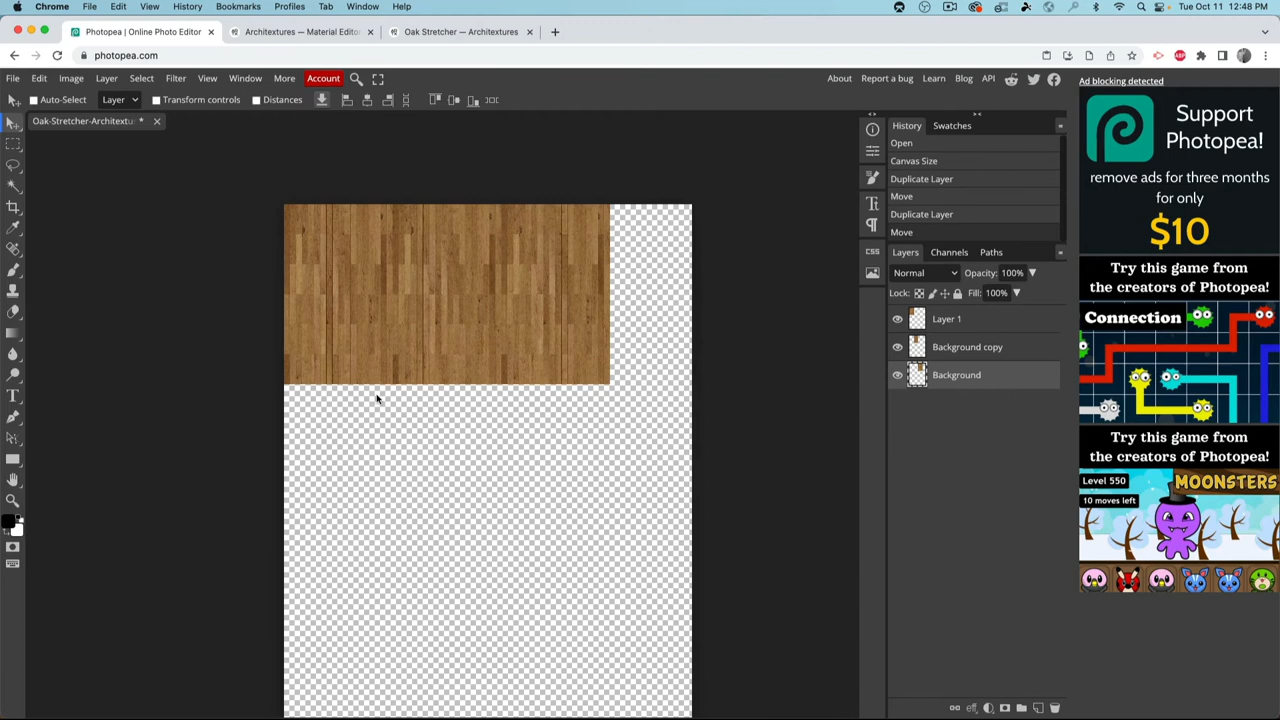 Chrome File Edit View History Bookmarks Profiles Tab Window Help Tue Oct 11 12:48 PM
Photopea | Online Photo Editor Architextures — Material Edito Oak Stretcher — Architextures
photopea.com
File Edit Image Layer Select Filter View Window More Account About Report a bug Learn Blog API
Ad blocking detected
Auto-Select Layer Transform controls Distances
Oak-Stretcher-Architextu *
History Swatches
Open
Canvas Size
Duplicate Layer
Move
Duplicate Layer
Move
CSS
Layers Channels Paths
Normal Opacity: 100%
Lock: Fill: 100%
Layer 1
Background copy
Background
eff
Support
Photopea!
remove ads for three months
for only
$10
Try this game from
the creators of Photopea!
Connection
Try this game from
the creators of Photopea!
Level 550 MOONSTERS
10 moves left